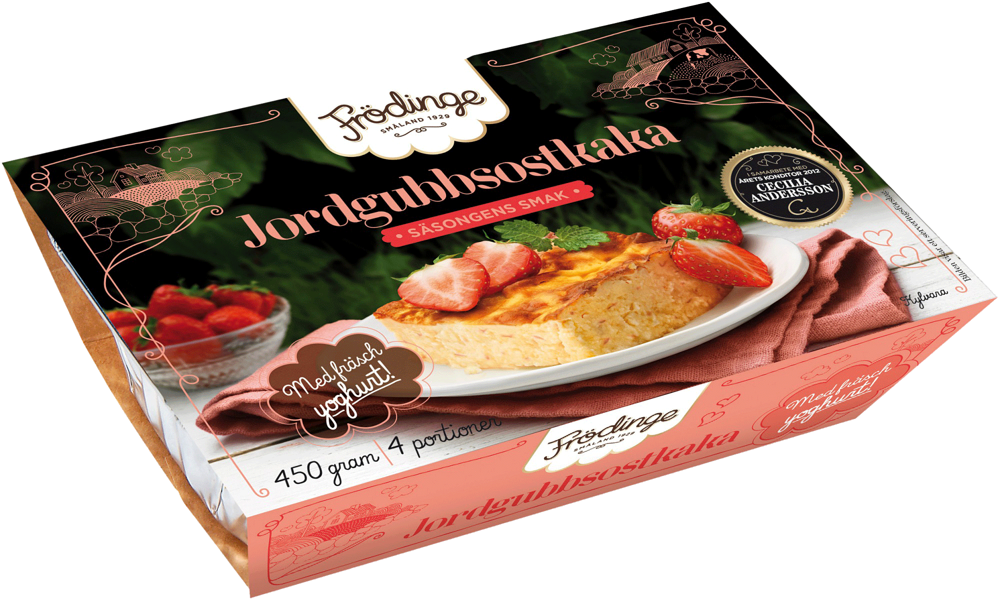 Frödinge
SMÅLAND 1929
Jordgubbsostkaka
• SÄSONGENS SMAK •
I SAMARBETE MED
ÅRETS KONDITOR 2012
CECILIA
ANDERSSON
Bilden visar ett serveringsförslag.
Kylvara
Med fräsch
yoghurt!
450 gram | 4 portioner
Frödinge
SMÅLAND 1929
Jordgubbsostkaka
Med fräsch
yoghurt!